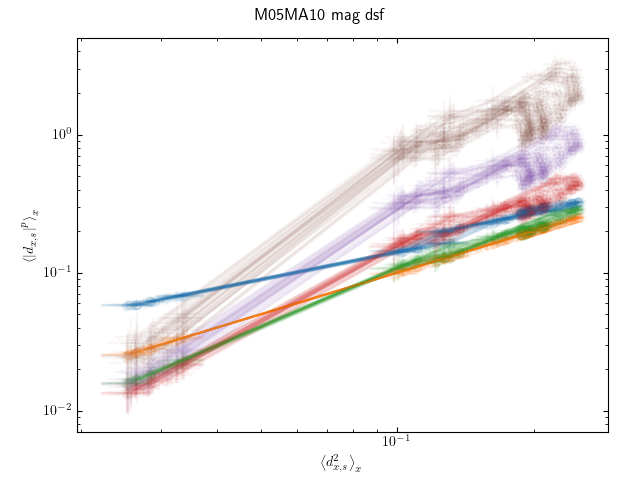 M05MA10 mag dsf
⟨|d_{x,s}|^p⟩_x
10^0
10^{-1}
10^{-2}
10^{-1}
⟨d^2_{x,s}⟩_x